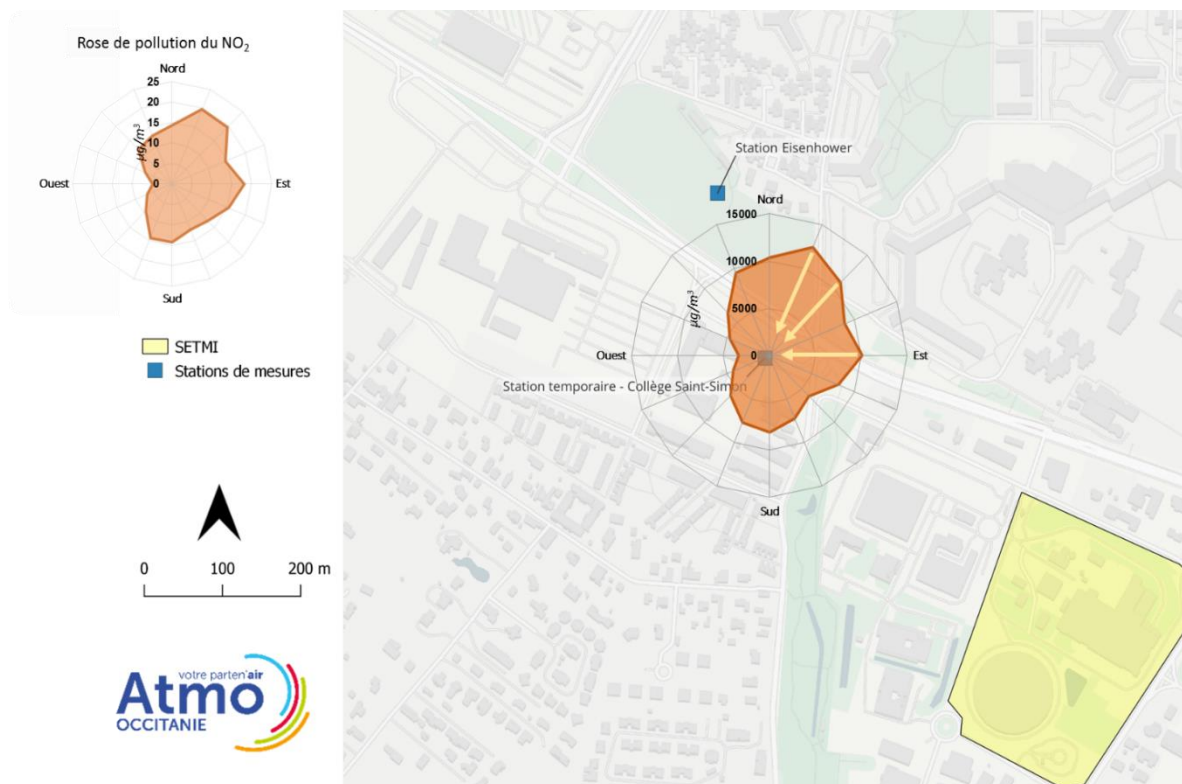 Rose de pollution du NO₂
Nord
25
20
15
10
5
0
µg/m³
Ouest
Est
Sud
SETMI
Stations de mesures
0 100 200 m
votre parten'air
Atmo
OCCITANIE
Station Eisenhower
Nord
15000
10000
5000
0
µg/m³
Ouest
Est
Station temporaire - Collège Saint-Simon
Sud